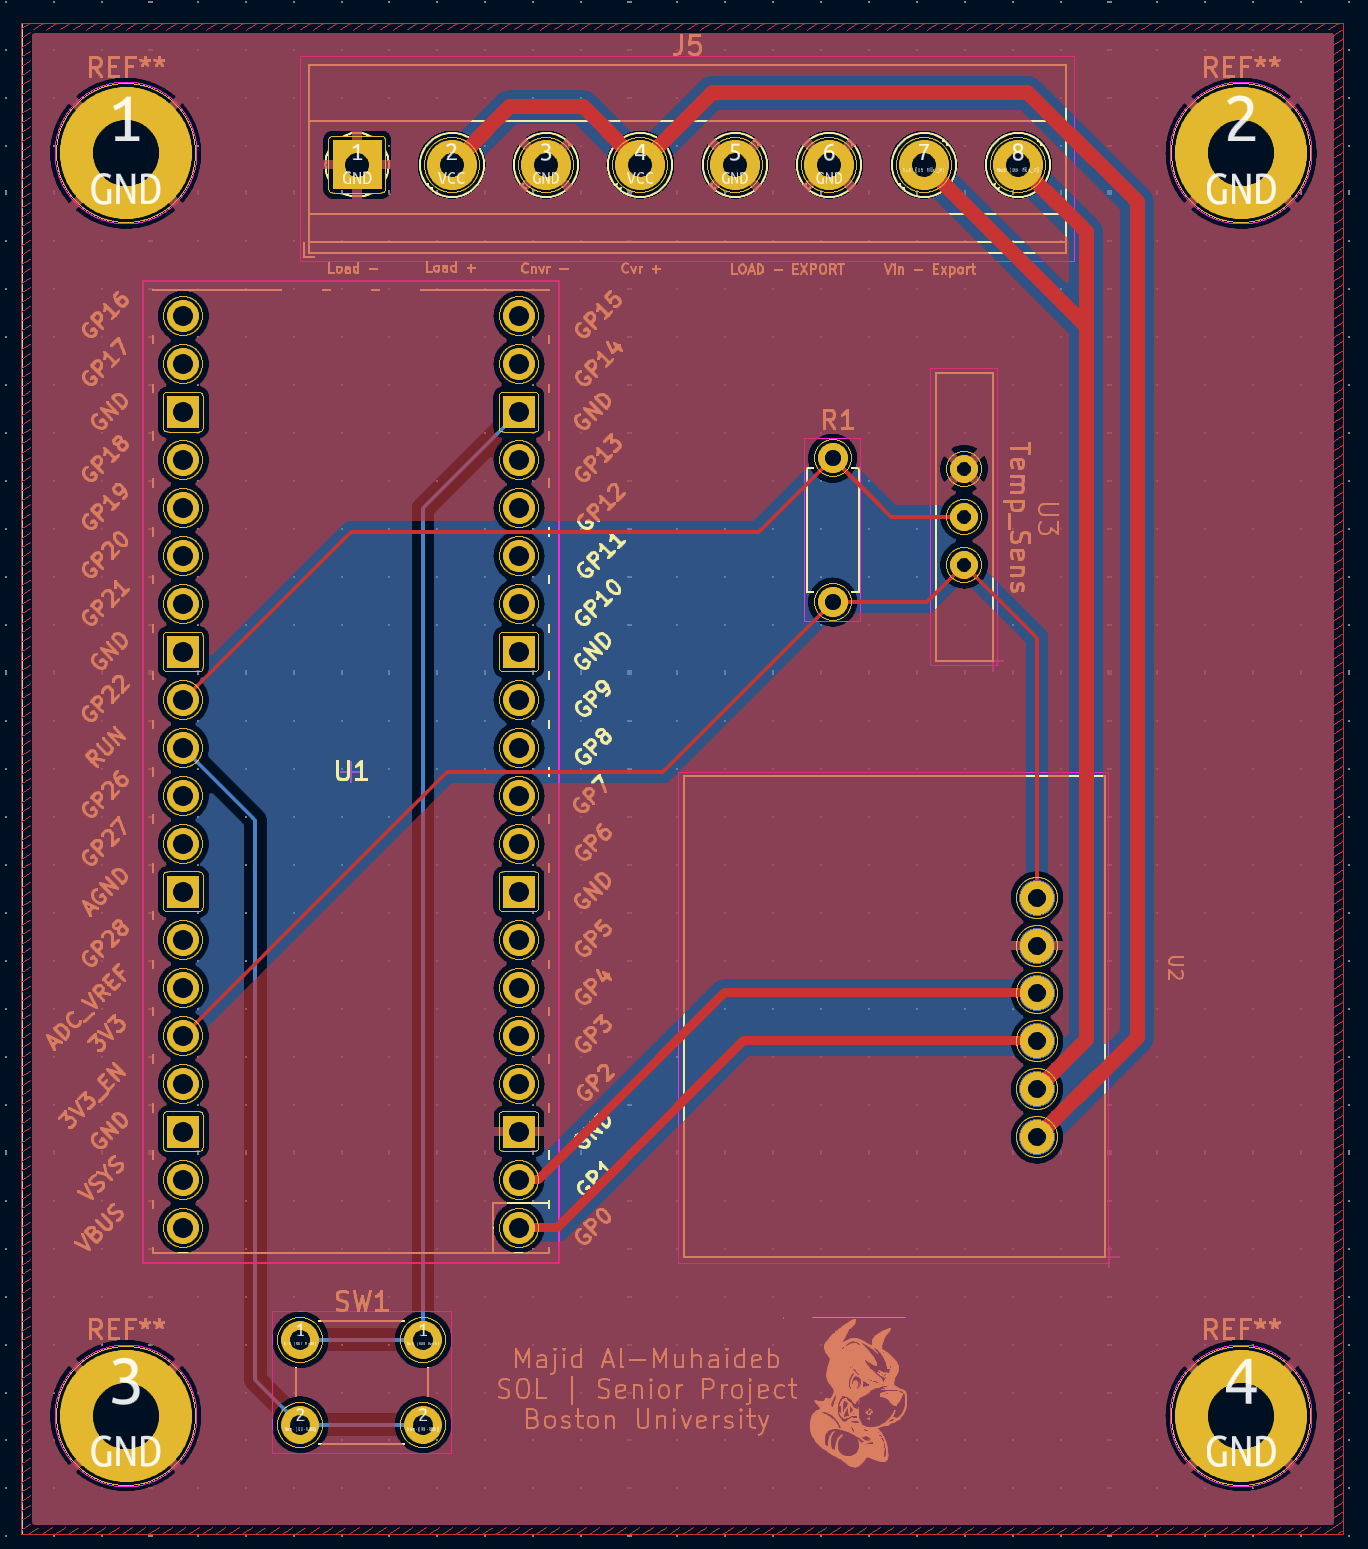 J5
REF**
REF**
1
GND
2
GND
1
GND
2
VCC
3
GND
4
VCC
5
GND
6
GND
7
8
Load -
Load +
Cnvr -
Cvr +
LOAD - EXPORT
Vin - Export
GP16
GP17
GND
GP18
GP19
GP20
GP21
GND
GP22
RUN
GP26
GP27
AGND
GP28
ADC_VREF
3V3
3V3_EN
GND
VSYS
VBUS
U1
GP15
GP14
GND
GP13
GP12
GP11
GP10
GND
GP9
GP8
GP7
GP6
GND
GP5
GP4
GP3
GP2
GND
GP1
GP0
R1
Temp_Sens
U3
U2
SW1
1
1
2
2
REF**
3
GND
Majid Al-Muhaideb
SOL | Senior Project
Boston University
REF**
4
GND